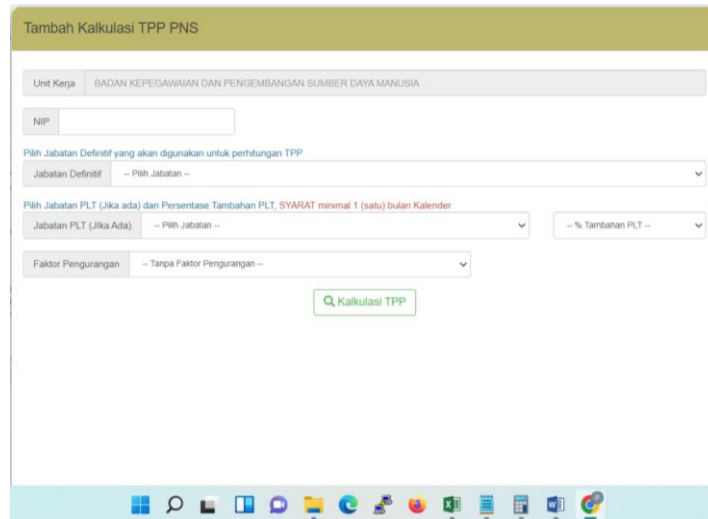 Tambah Kalkulasi TPP PNS
Unit Kerja BADAN KEPEGAWAIAN DAN PENGEMBANGAN SUMBER DAYA MANUSIA
NIP
Pilih Jabatan Definitif yang akan digunakan untuk perhitungan TPP
Jabatan Definitif -- Pilih Jabatan --
Pilih Jabatan PLT (Jika ada) dan Persentase Tambahan PLT, SYARAT minimal 1 (satu) bulan Kalender
Jabatan PLT (JIka Ada) -- Pilih Jabatan -- -- % Tambahan PLT --
Faktor Pengurangan -- Tanpa Faktor Pengurangan --
Kalkulasi TPP